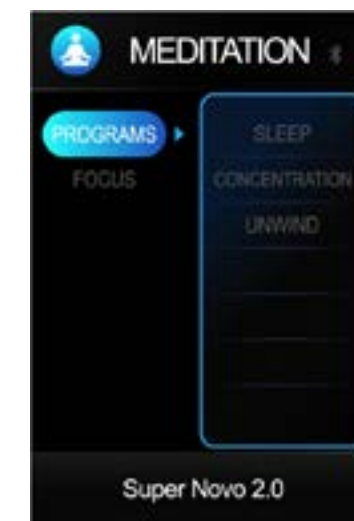 MEDITATION
PROGRAMS
FOCUS
SLEEP
CONCENTRATION
UNWIND
Super Novo 2.0